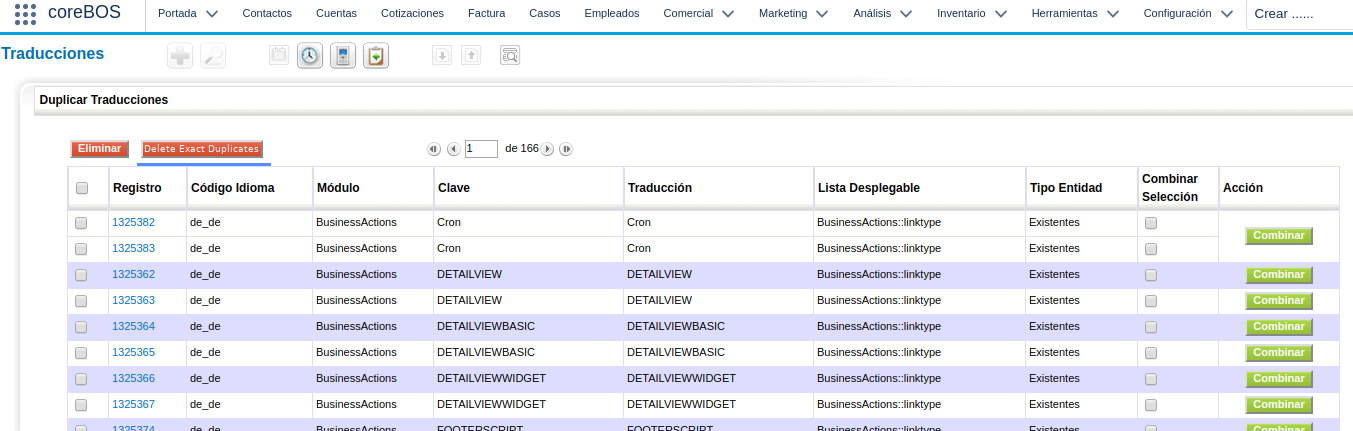 coreBOS Portada Contactos Cuentas Cotizaciones Factura Casos Empleados Comercial Marketing Análisis Inventario Herramientas Configuración Crear ......
Traducciones
Duplicar Traducciones
Eliminar Delete Exact Duplicates 1 de 166
Registro Código Idioma Módulo Clave Traducción Lista Desplegable Tipo Entidad Combinar Selección Acción
1325382 de_de BusinessActions Cron Cron BusinessActions::linktype Existentes Combinar
1325383 de_de BusinessActions Cron Cron BusinessActions::linktype Existentes
1325362 de_de BusinessActions DETAILVIEW DETAILVIEW BusinessActions::linktype Existentes Combinar
1325363 de_de BusinessActions DETAILVIEW DETAILVIEW BusinessActions::linktype Existentes Combinar
1325364 de_de BusinessActions DETAILVIEWBASIC DETAILVIEWBASIC BusinessActions::linktype Existentes Combinar
1325365 de_de BusinessActions DETAILVIEWBASIC DETAILVIEWBASIC BusinessActions::linktype Existentes Combinar
1325366 de_de BusinessActions DETAILVIEWWIDGET DETAILVIEWWIDGET BusinessActions::linktype Existentes Combinar
1325367 de_de BusinessActions DETAILVIEWWIDGET DETAILVIEWWIDGET BusinessActions::linktype Existentes Combinar
1325374 de_de BusinessActions FOOTERSCRIPT FOOTERSCRIPT BusinessActions::linktype Existentes Combinar